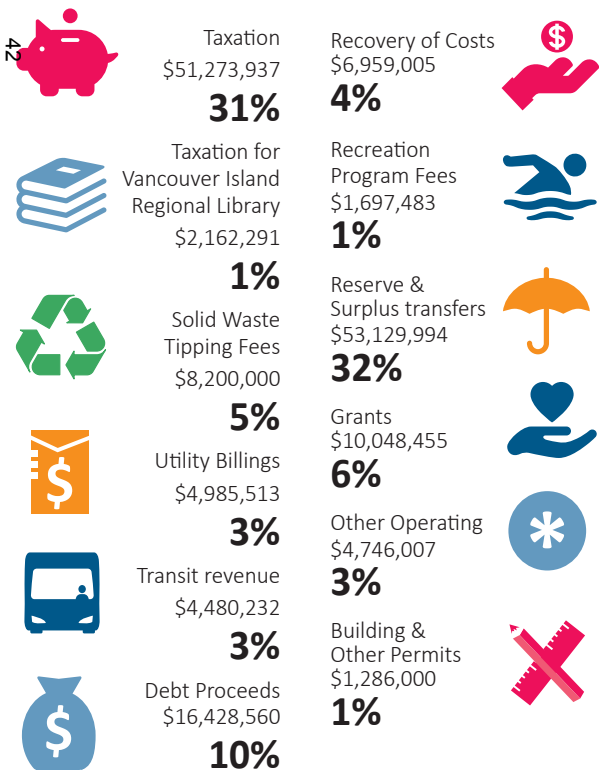 42
Taxation
$51,273,937
31%
Taxation for
Vancouver Island
Regional Library
$2,162,291
1%
Solid Waste
Tipping Fees
$8,200,000
5%
$
Utility Billings
$4,985,513
3%
Transit revenue
$4,480,232
3%
$
Debt Proceeds
$16,428,560
10%
Recovery of Costs
$6,959,005
4%
$
Recreation
Program Fees
$1,697,483
1%
Reserve &
Surplus transfers
$53,129,994
32%
Grants
$10,048,455
6%
Other Operating
$4,746,007
3%
*
Building &
Other Permits
$1,286,000
1%